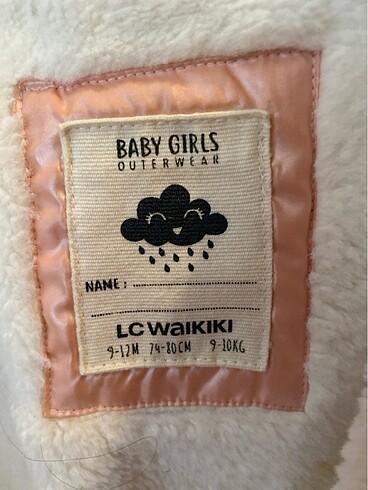 BABY GIRLS
OUTERWEAR
NAME :
LC WAIKIKI
9-12M 74-80CM 9-10KG